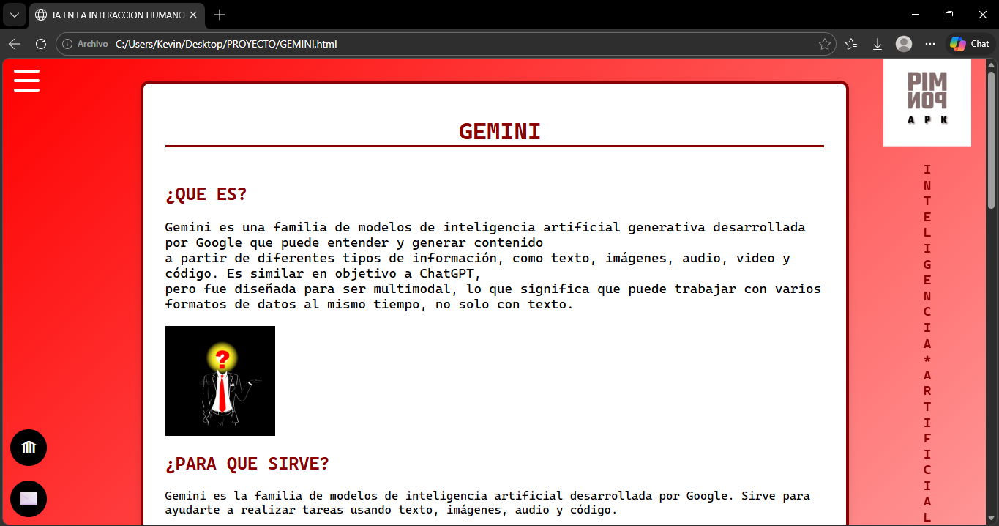 IA EN LA INTERACCION HUMANO
Archivo C:/Users/Kevin/Desktop/PROYECTO/GEMINI.html
Chat
PIM
PON
APK
GEMINI
¿QUE ES?
Gemini es una familia de modelos de inteligencia artificial generativa desarrollada
por Google que puede entender y generar contenido
a partir de diferentes tipos de información, como texto, imágenes, audio, video y
código. Es similar en objetivo a ChatGPT,
pero fue diseñada para ser multimodal, lo que significa que puede trabajar con varios
formatos de datos al mismo tiempo, no solo con texto.
?
¿PARA QUE SIRVE?
Gemini es la familia de modelos de inteligencia artificial desarrollada por Google. Sirve para
ayudarte a realizar tareas usando texto, imágenes, audio y código.
INTELIGENCIA*ARTIFICIAL